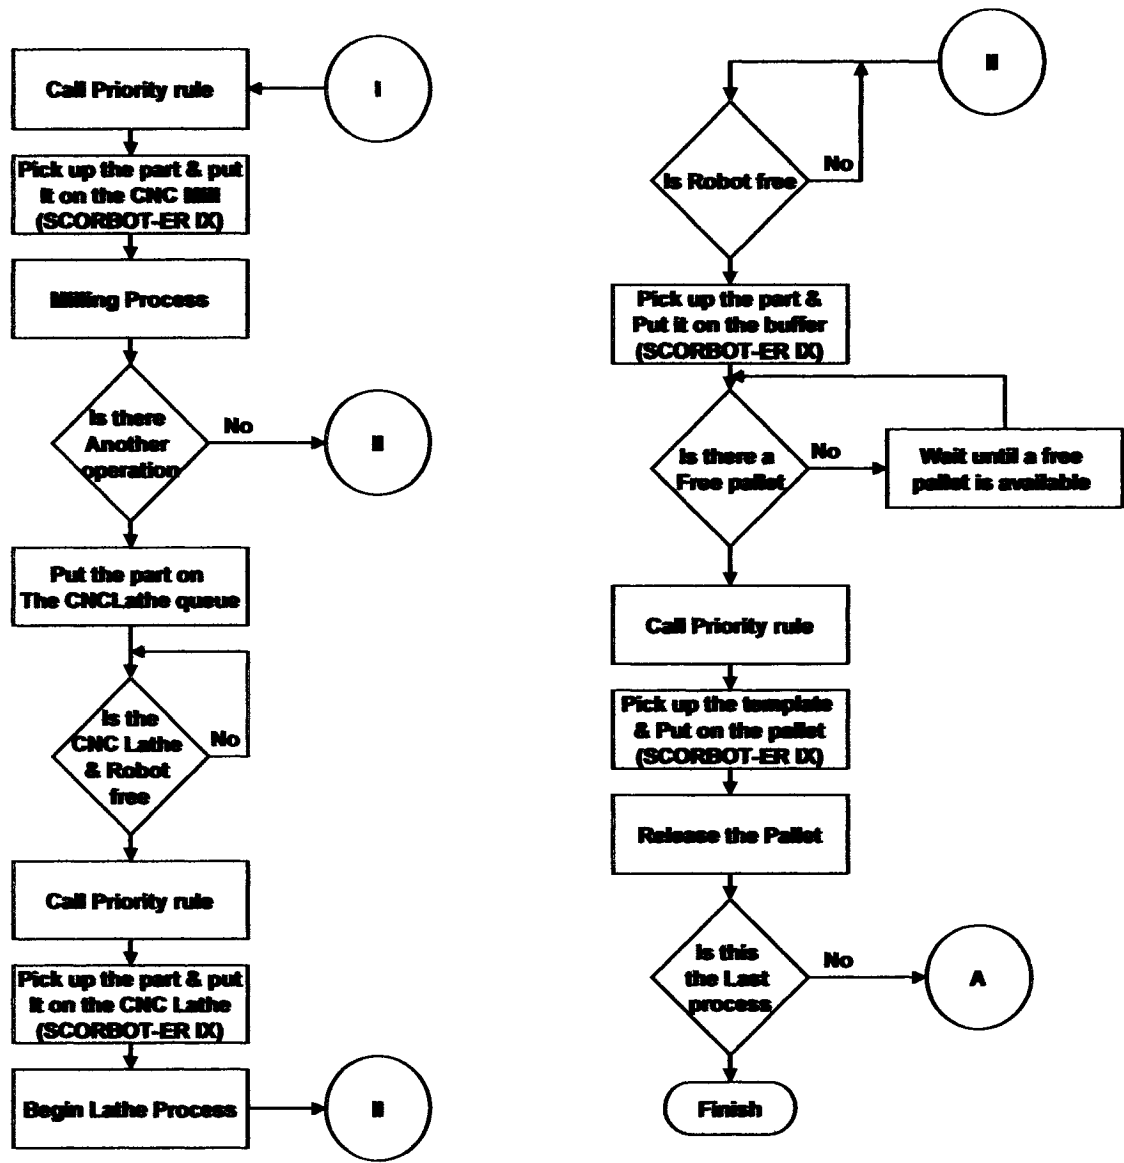 Call Priority rule
I
Pick up the part & put
it on the CNC Mill
(SCORBOT-ER IX)
Milling Process
Is there
Another
operation
No
II
Put the part on
The CNCLathe queue
Is the
CNC Lathe
& Robot
free
No
Call Priority rule
Pick up the part & put
it on the CNC Lathe
(SCORBOT-ER IX)
Begin Lathe Process
II
II
Is Robot free
No
Pick up the part &
Put it on the buffer
(SCORBOT-ER IX)
Is there a
Free pallet
No
Wait until a free
pallet is available
Call Priority rule
Pick up the template
& Put on the pallet
(SCORBOT-ER IX)
Release the Pallet
Is this
the Last
process
No
A
Finish